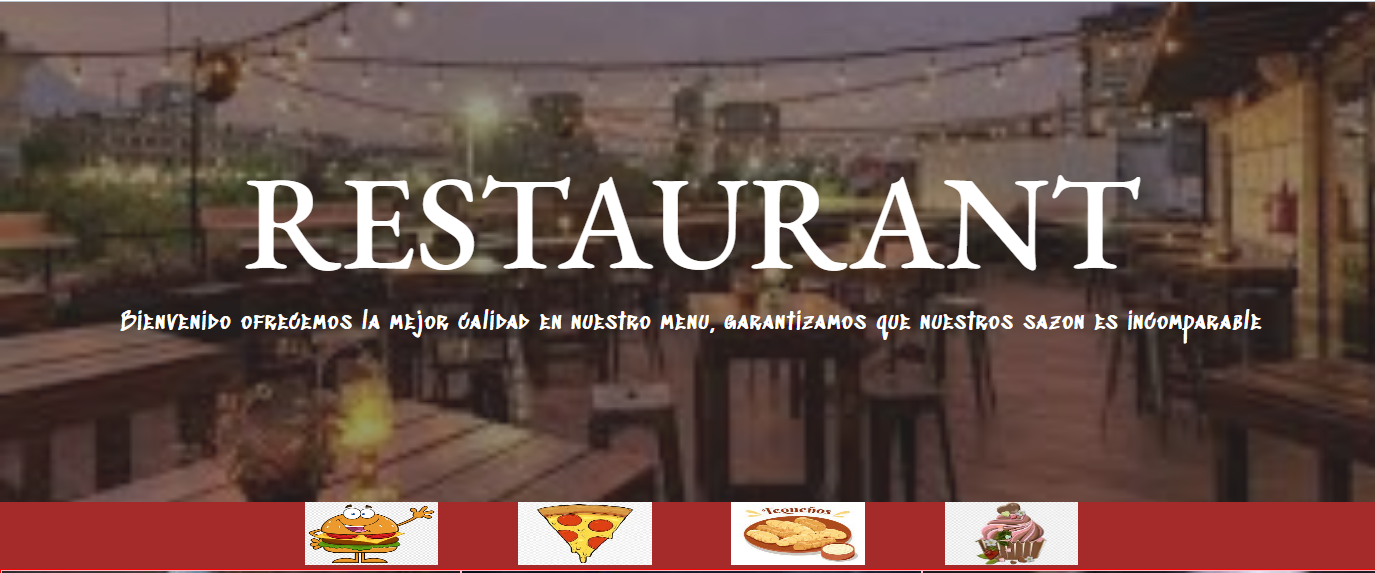 RESTAURANT
Bienvenido ofrecemos la mejor calidad en nuestro menu, garantizamos que nuestros sazon es incomparable
Tequeños